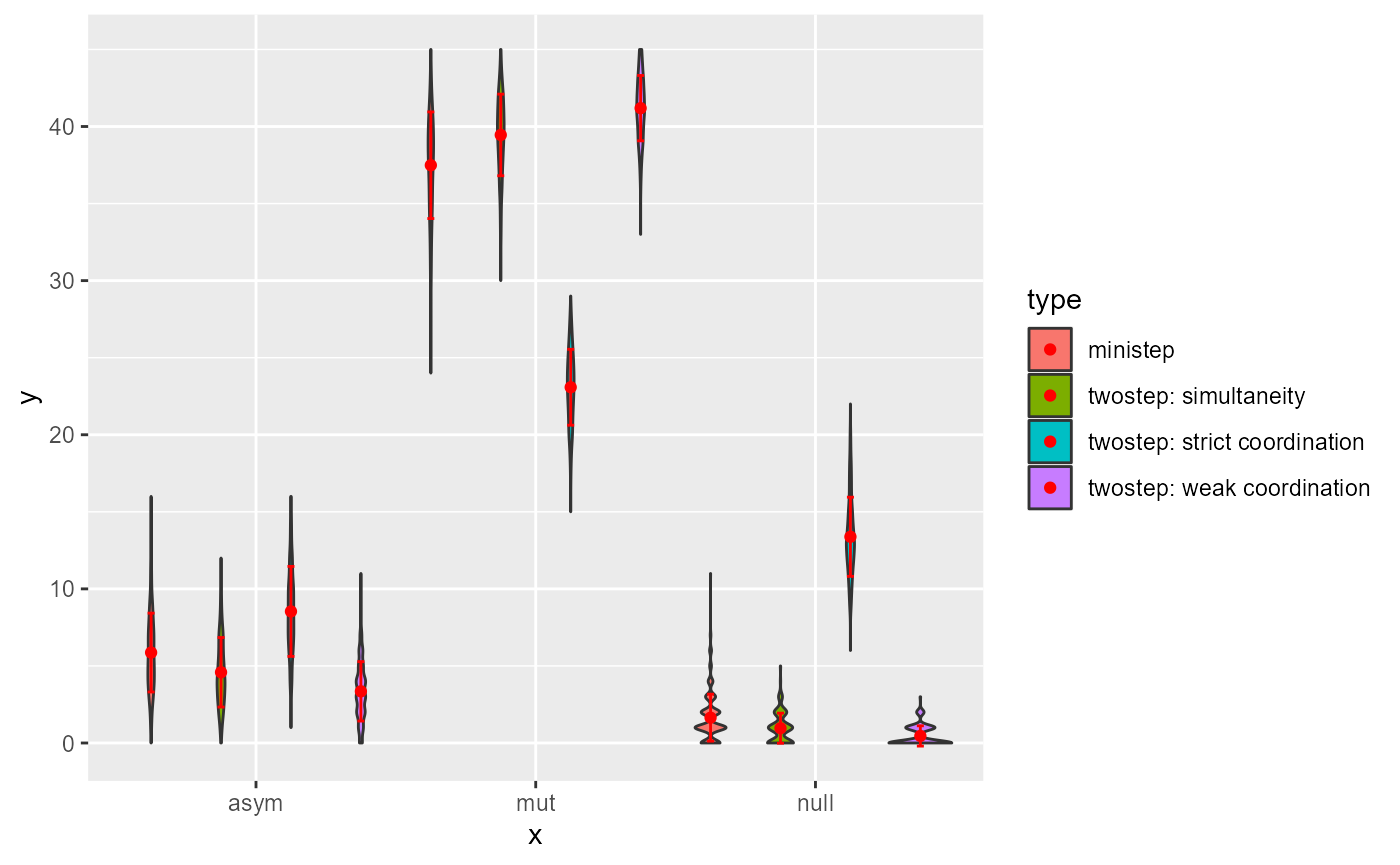 40
30
20
10
0
y
asym
mut
null
x
type
ministep
twostep: simultaneity
twostep: strict coordination
twostep: weak coordination